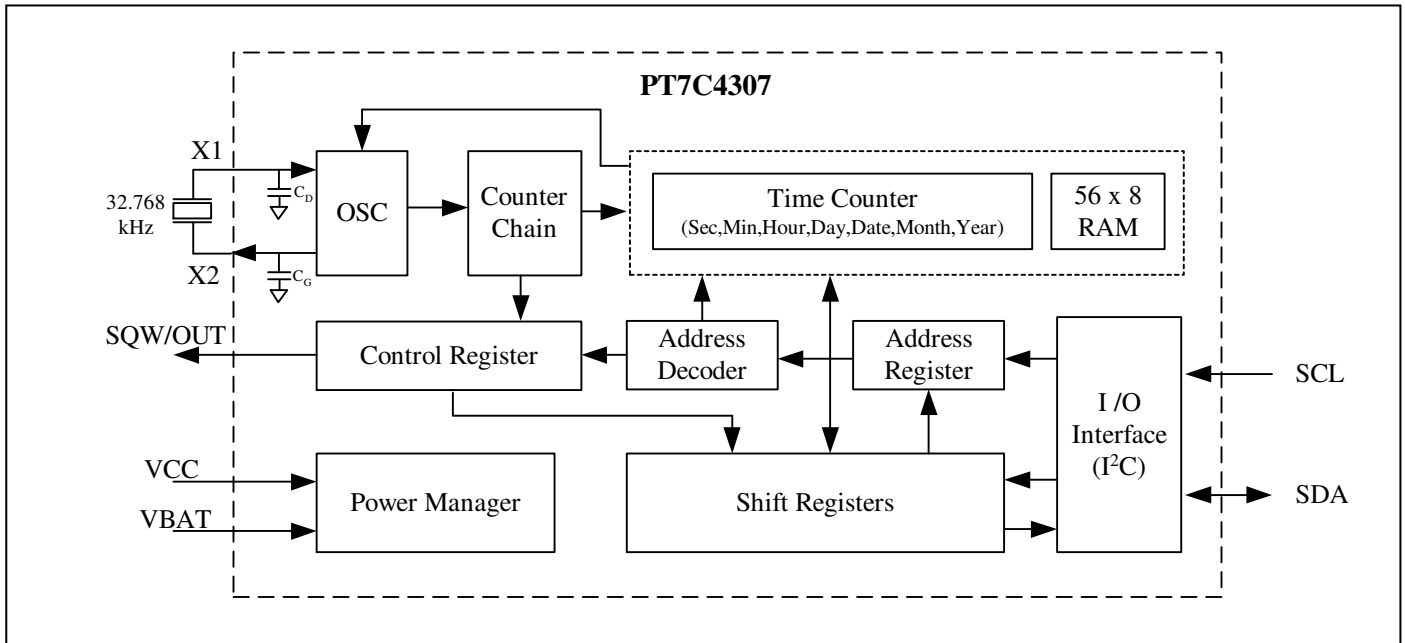 PT7C4307
X1
32.768
kHz
X2
C_D
C_G
OSC
Counter
Chain
Time Counter
(Sec,Min,Hour,Day,Date,Month,Year)
56 x 8
RAM
SQW/OUT
Control Register
Address
Decoder
Address
Register
I /O
Interface
(I²C)
SCL
SDA
VCC
VBAT
Power Manager
Shift Registers